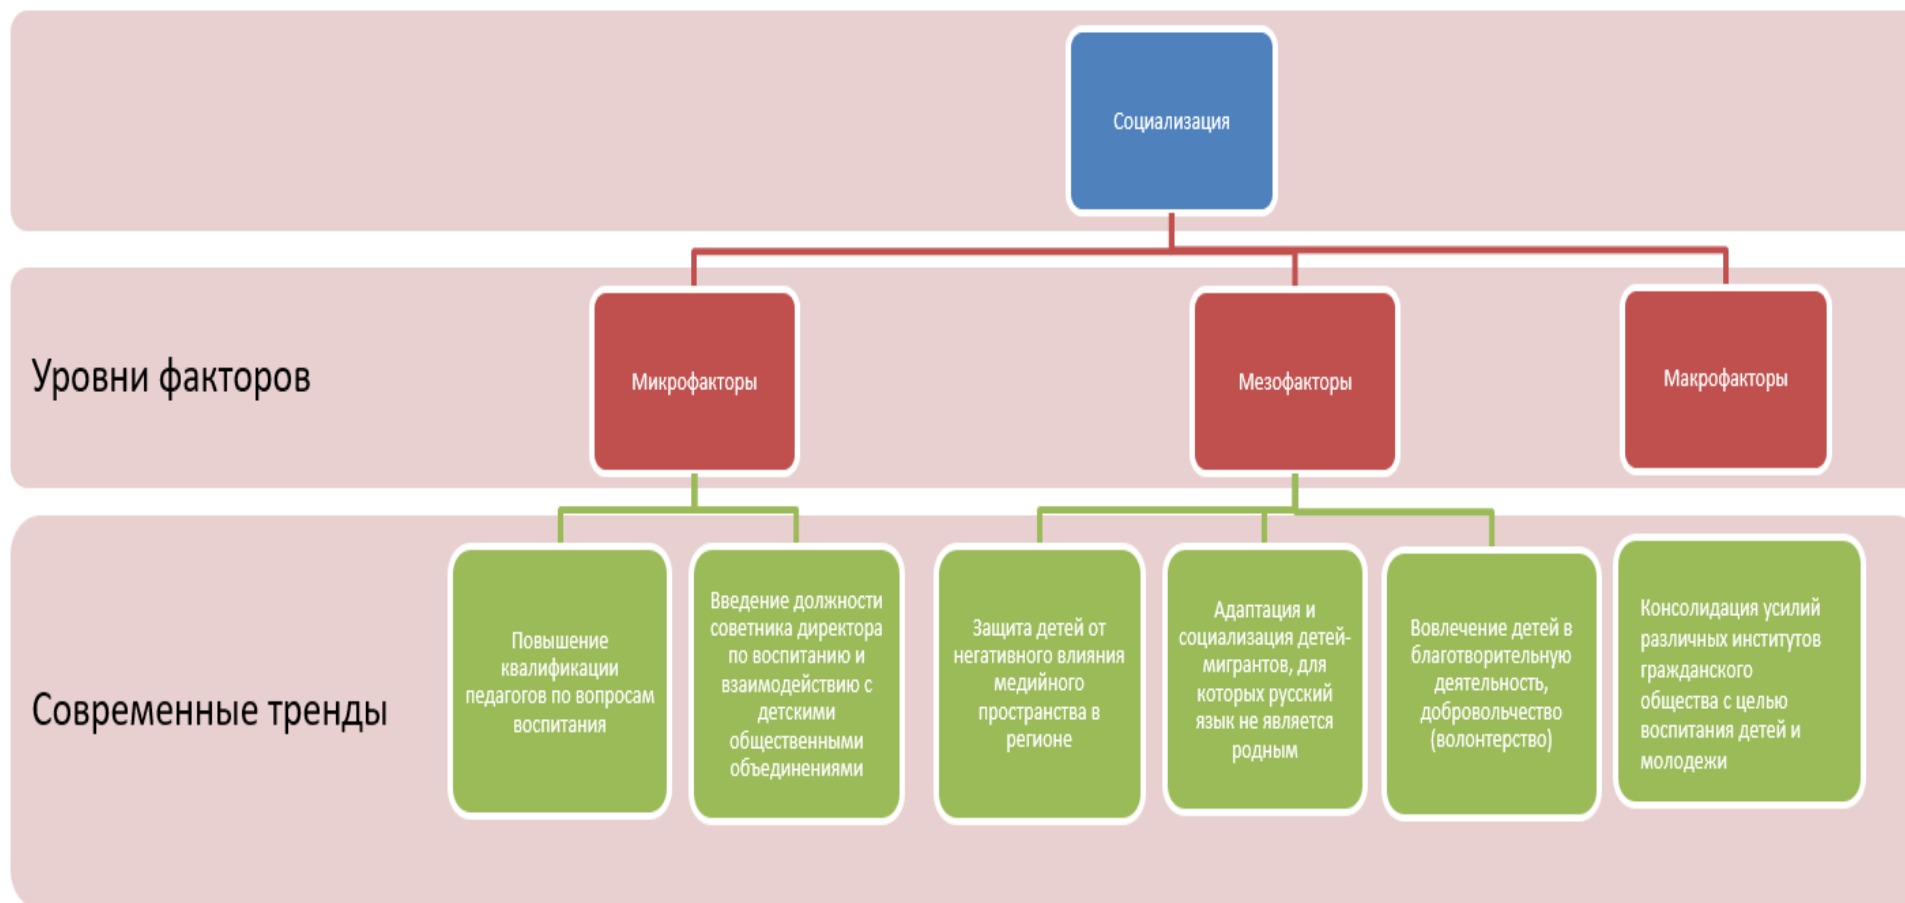 Социализация
Уровни факторов
Микрофакторы
Мезофакторы
Макрофакторы
Современные тренды
Повышение
квалификации
педагогов по вопросам
воспитания
Введение должности
советника директора
по воспитанию и
взаимодействию с
детскими
общественными
объединениями
Защита детей от
негативного влияния
медийного
пространства в
регионе
Адаптация и
социализация детей-
мигрантов, для
которых русский
язык не является
родным
Вовлечение детей в
благотворительную
деятельность,
добровольчество
(волонтерство)
Консолидация усилий
различных институтов
гражданского
общества с целью
воспитания детей и
молодежи